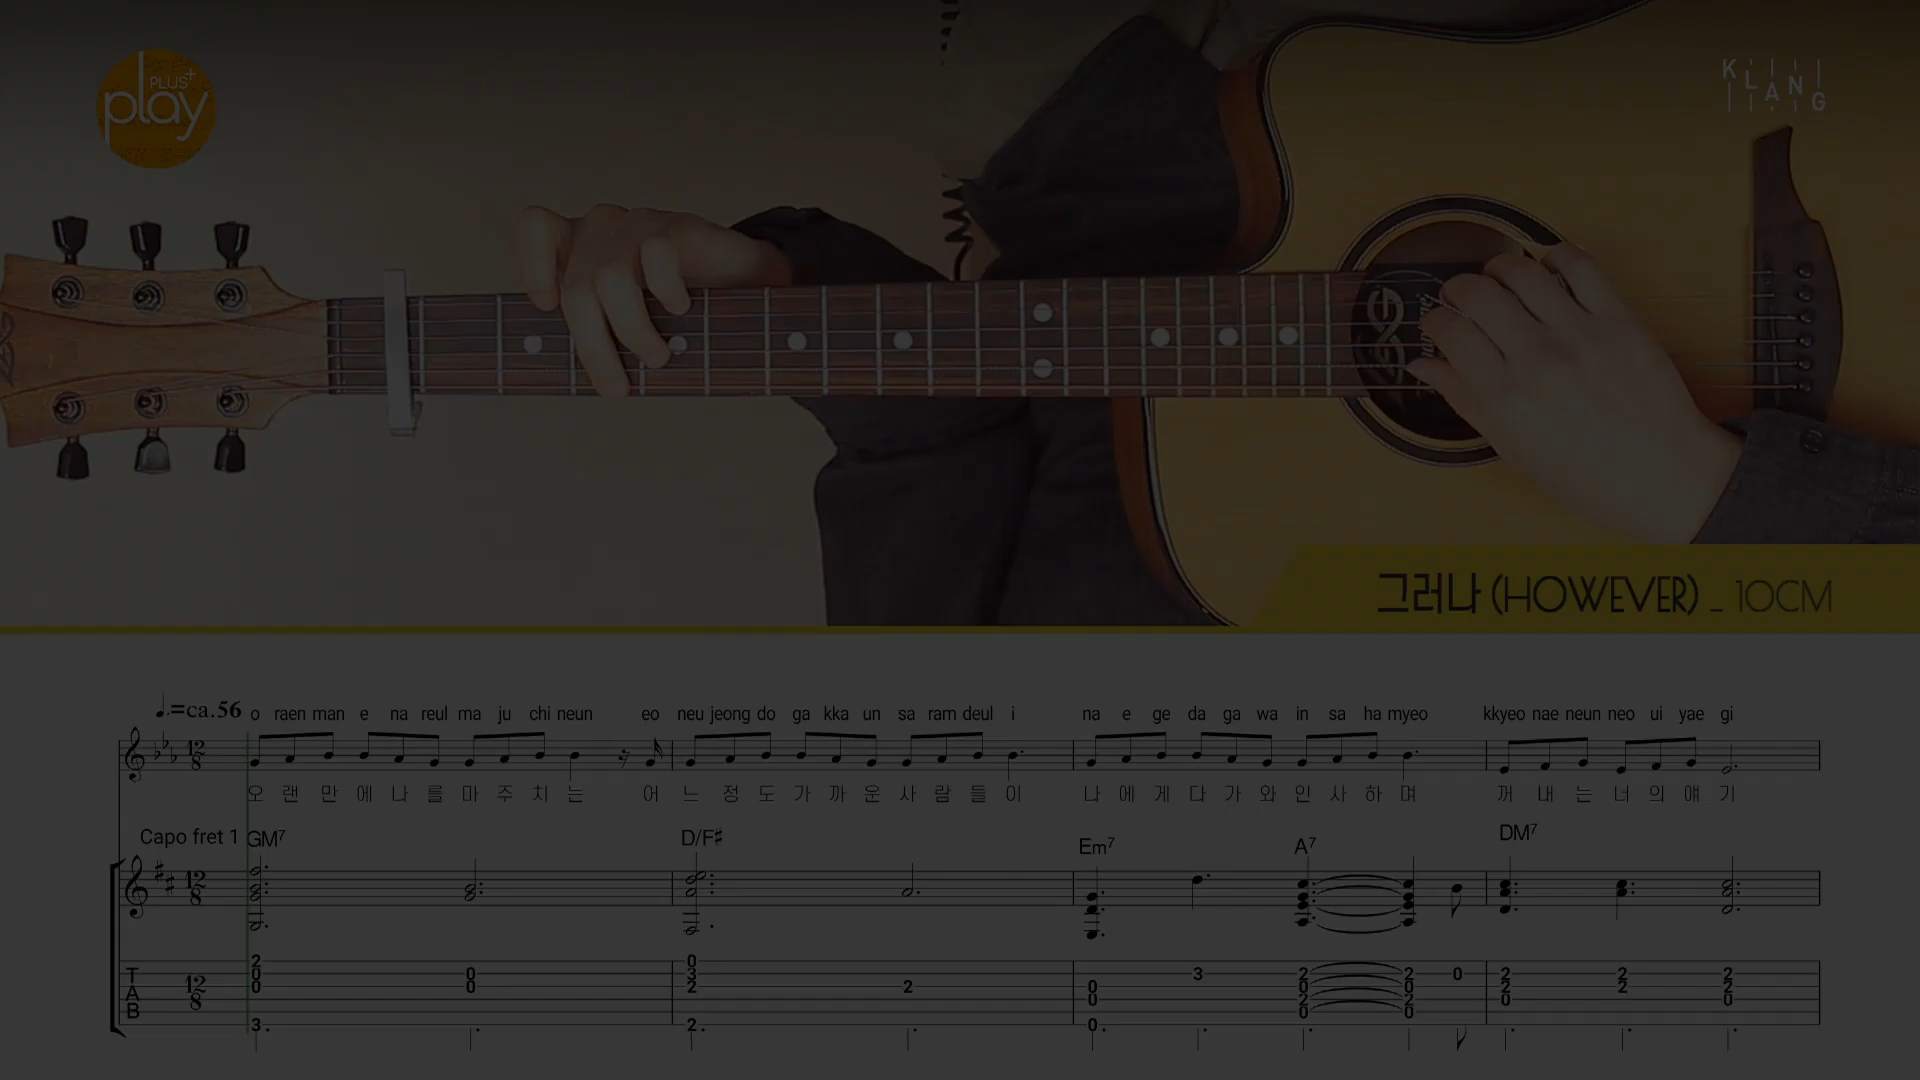 PLUS+
play
KLANG
그러나 (HOWEVER) _ 10CM
♩.=ca.56 o raen man e na reul ma ju chi neun eo neu jeong do ga kka un sa ram deul i na e ge da ga wa in sa ha myeo kkyeo nae neun neo ui yae gi
12 8
오 랜 만 에 나 를 마 주 치 는 어 느 정 도 가 까 운 사 람 들 이 나 에 게 다 가 와 인 사 하 며 꺼 내 는 너 의 얘 기
Capo fret 1 GM7 D/F♯ Em7 A7 DM7
12 8
2 0
T 0 0 3 3 2 2 0 2 2 2
A 12 8 0 0 2 2 0 0 0 2 2 2
0 2 2 0 0
B 0 0
3 2 0